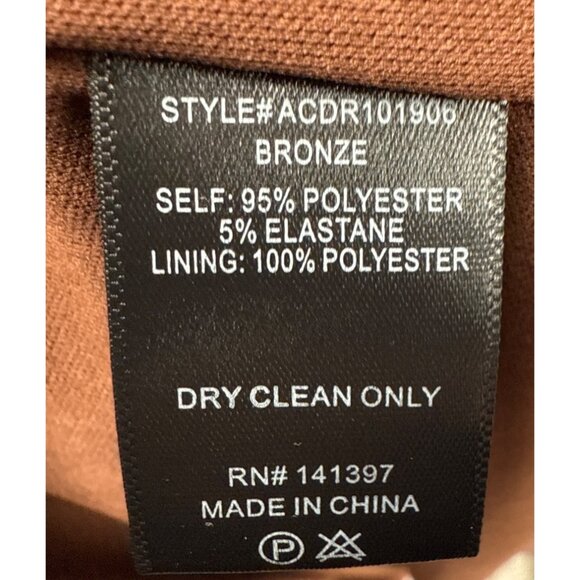 STYLE#ACDR101906
BRONZE
SELF: 95% POLYESTER
5% ELASTANE
LINING: 100% POLYESTER
DRY CLEAN ONLY
RN# 141397
MADE IN CHINA
P